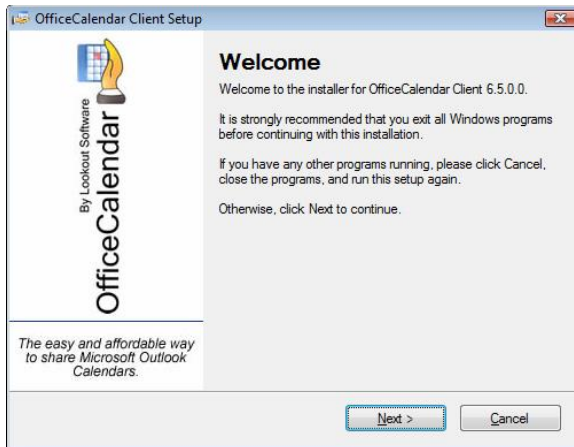 OfficeCalendar Client Setup
By Lookout Software
OfficeCalendar
The easy and affordable way
to share Microsoft Outlook
Calendars.
Welcome
Welcome to the installer for OfficeCalendar Client 6.5.0.0.
It is strongly recommended that you exit all Windows programs
before continuing with this installation.
If you have any other programs running, please click Cancel,
close the programs, and run this setup again.
Otherwise, click Next to continue.
Next >
Cancel